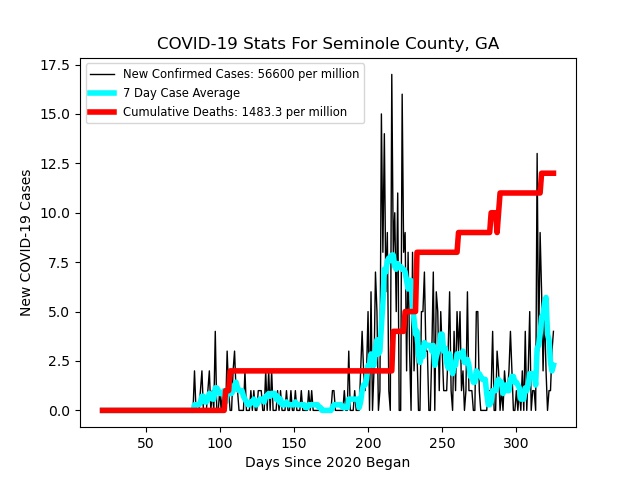 COVID-19 Stats For Seminole County, GA
New Confirmed Cases: 56600 per million
7 Day Case Average
Cumulative Deaths: 1483.3 per million
New COVID-19 Cases
17.5
15.0
12.5
10.0
7.5
5.0
2.5
0.0
50 100 150 200 250 300
Days Since 2020 Began